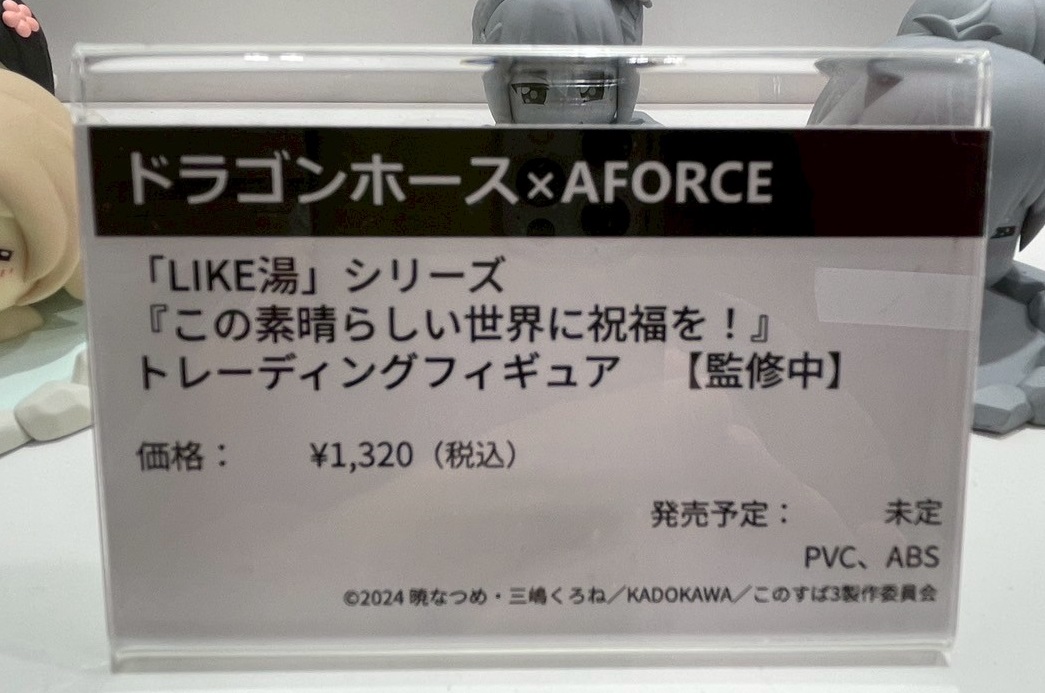 ドラゴンホース×AFORCE
「LIKE湯」シリーズ
『この素晴らしい世界に祝福を！』
トレーディングフィギュア　【監修中】
価格：　　¥1,320（税込）
発売予定：　　　未定
PVC、ABS
©2024 暁なつめ・三嶋くろね／KADOKAWA／このすば3製作委員会